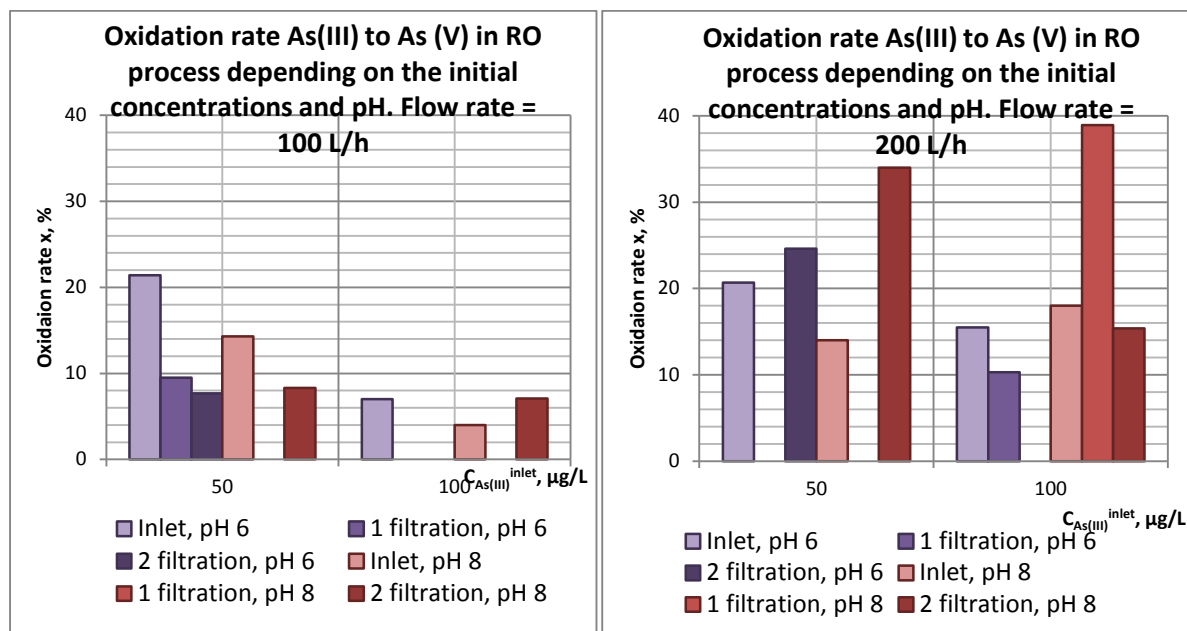 Oxidation rate As(III) to As (V) in RO
process depending on the initial
concentrations and pH. Flow rate =
100 L/h
40
30
20
10
0
Oxidaion rate x, %
50
100
C_As(III)^inlet, µg/L
Inlet, pH 6
1 filtration, pH 6
2 filtration, pH 6
Inlet, pH 8
1 filtration, pH 8
2 filtration, pH 8
Oxidation rate As(III) to As (V) in RO
process depending on the initial
concentrations and pH. Flow rate =
200 L/h
40
30
20
10
0
Oxidaion rate x, %
50
100
C_As(III)^inlet, µg/L
Inlet, pH 6
1 filtration, pH 6
2 filtration, pH 6
Inlet, pH 8
1 filtration, pH 8
2 filtration, pH 8